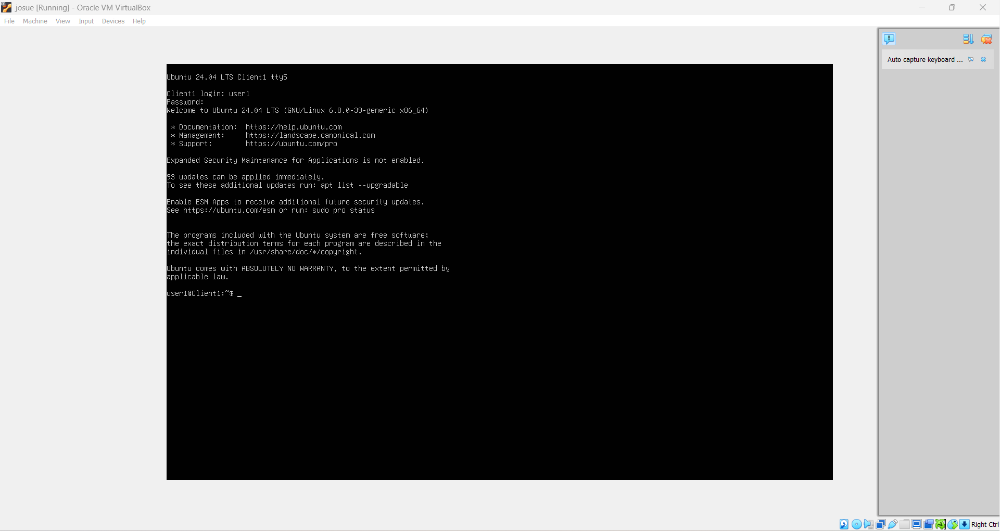 josue [Running] - Oracle VM VirtualBox
File Machine View Input Devices Help
Auto capture keyboard ...
Ubuntu 24.04 LTS Client1 tty5
Client1 login: user1
Password:
Welcome to Ubuntu 24.04 LTS (GNU/Linux 6.8.0-39-generic x86_64)
* Documentation: https://help.ubuntu.com
* Management: https://landscape.canonical.com
* Support: https://ubuntu.com/pro
Expanded Security Maintenance for Applications is not enabled.
93 updates can be applied immediately.
To see these additional updates run: apt list --upgradable
Enable ESM Apps to receive additional future security updates.
See https://ubuntu.com/esm or run: sudo pro status
The programs included with the Ubuntu system are free software;
the exact distribution terms for each program are described in the
individual files in /usr/share/doc/*/copyright.
Ubuntu comes with ABSOLUTELY NO WARRANTY, to the extent permitted by
applicable law.
user1@Client1:~$ _
Right Ctrl